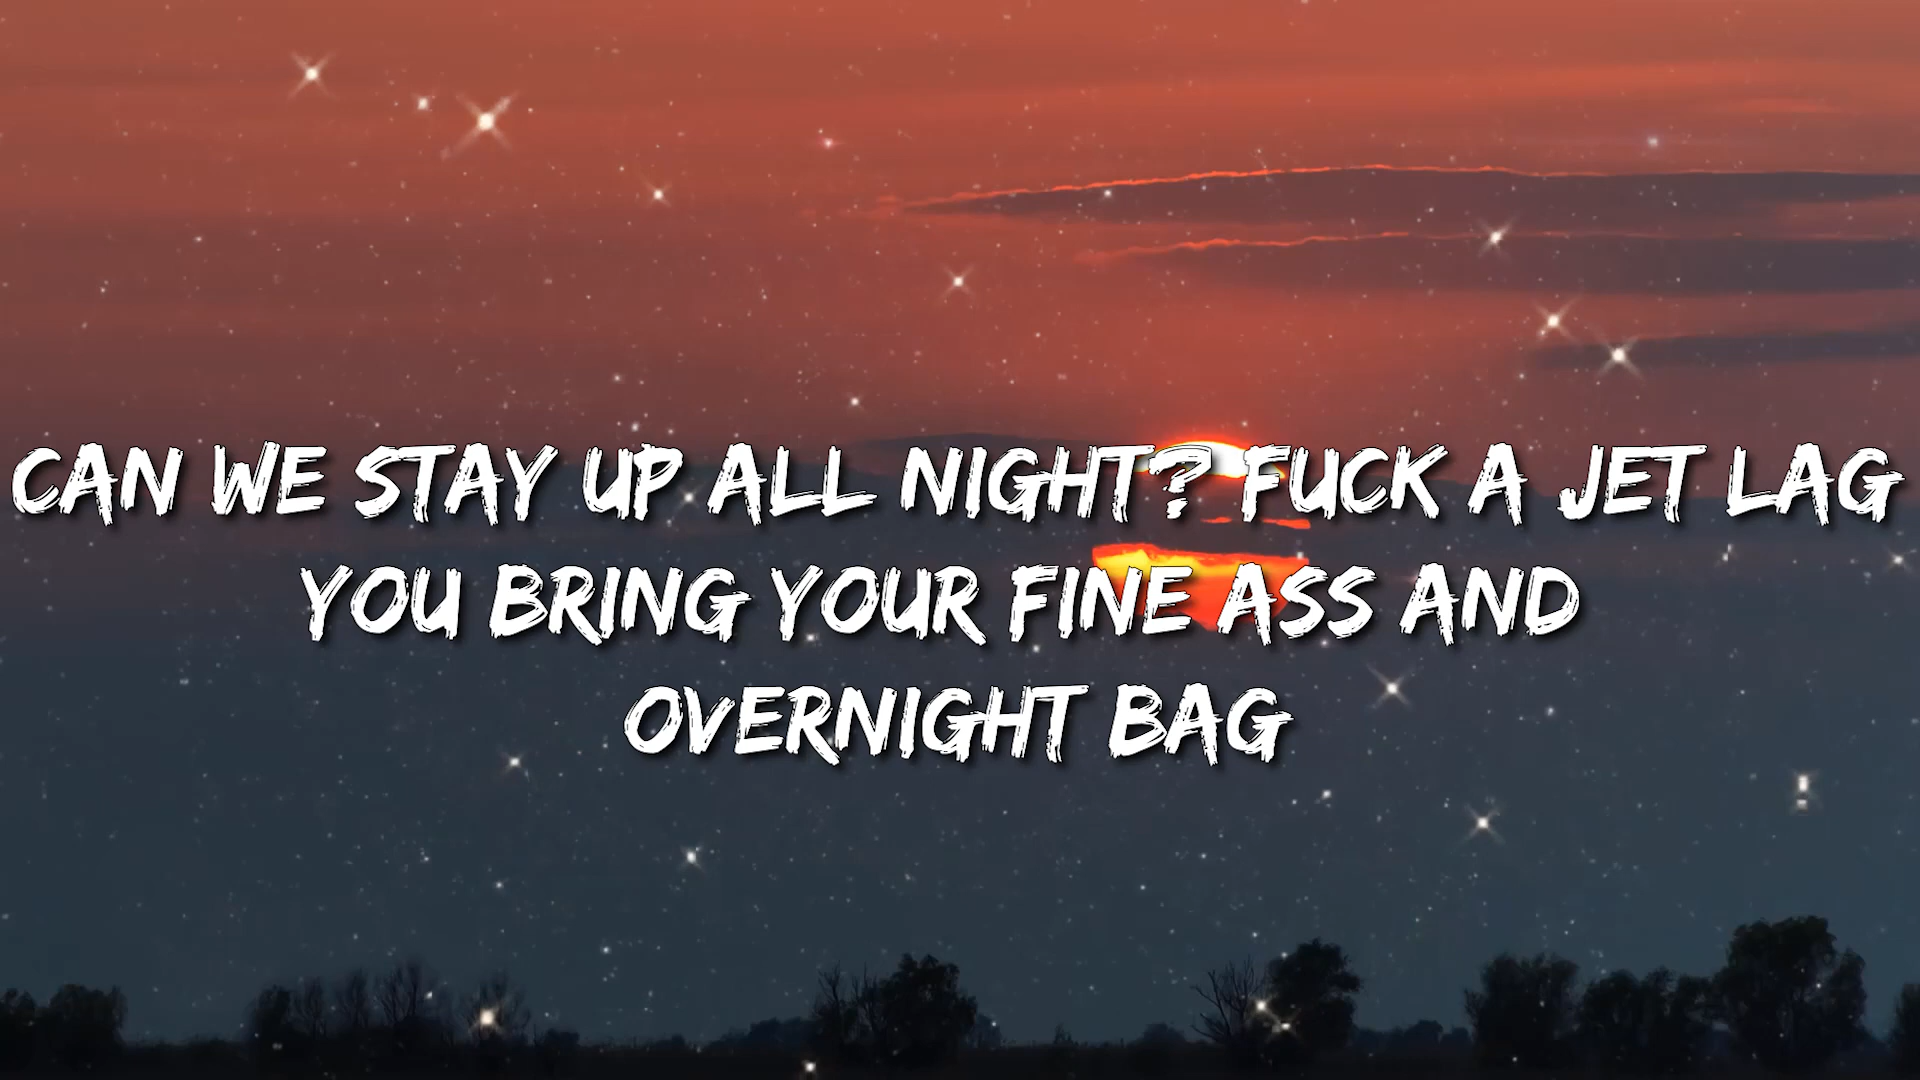 CAN WE STAY UP ALL NIGHT? FUCK A JET LAG
YOU BRING YOUR FINE ASS AND
OVERNIGHT BAG